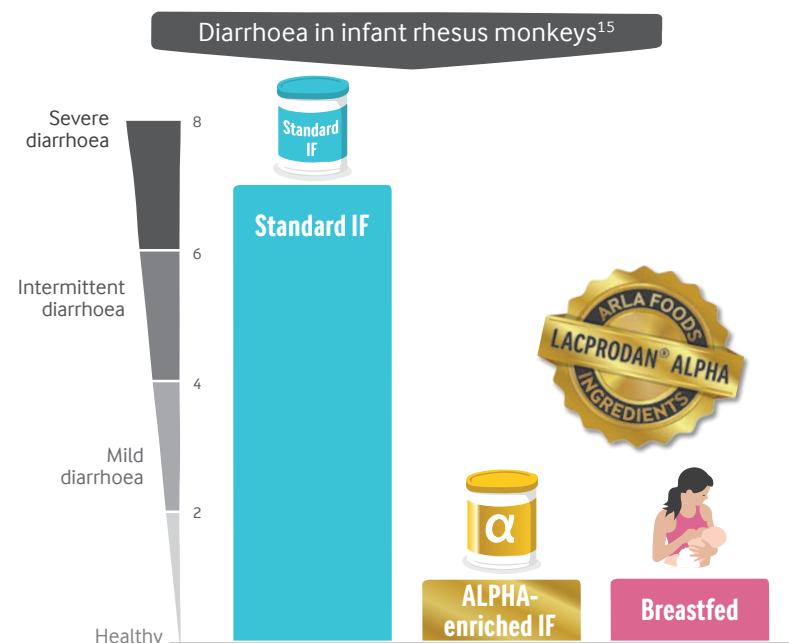 Diarrhoea in infant rhesus monkeys15
Severe
diarrhoea
8
Standard
IF
Standard IF
6
Intermittent
diarrhoea
ARLA FOODS
LACPRODAN® ALPHA
INGREDIENTS
4
Mild
diarrhoea
α
2
ALPHA-
enriched IF
Breastfed
Healthy